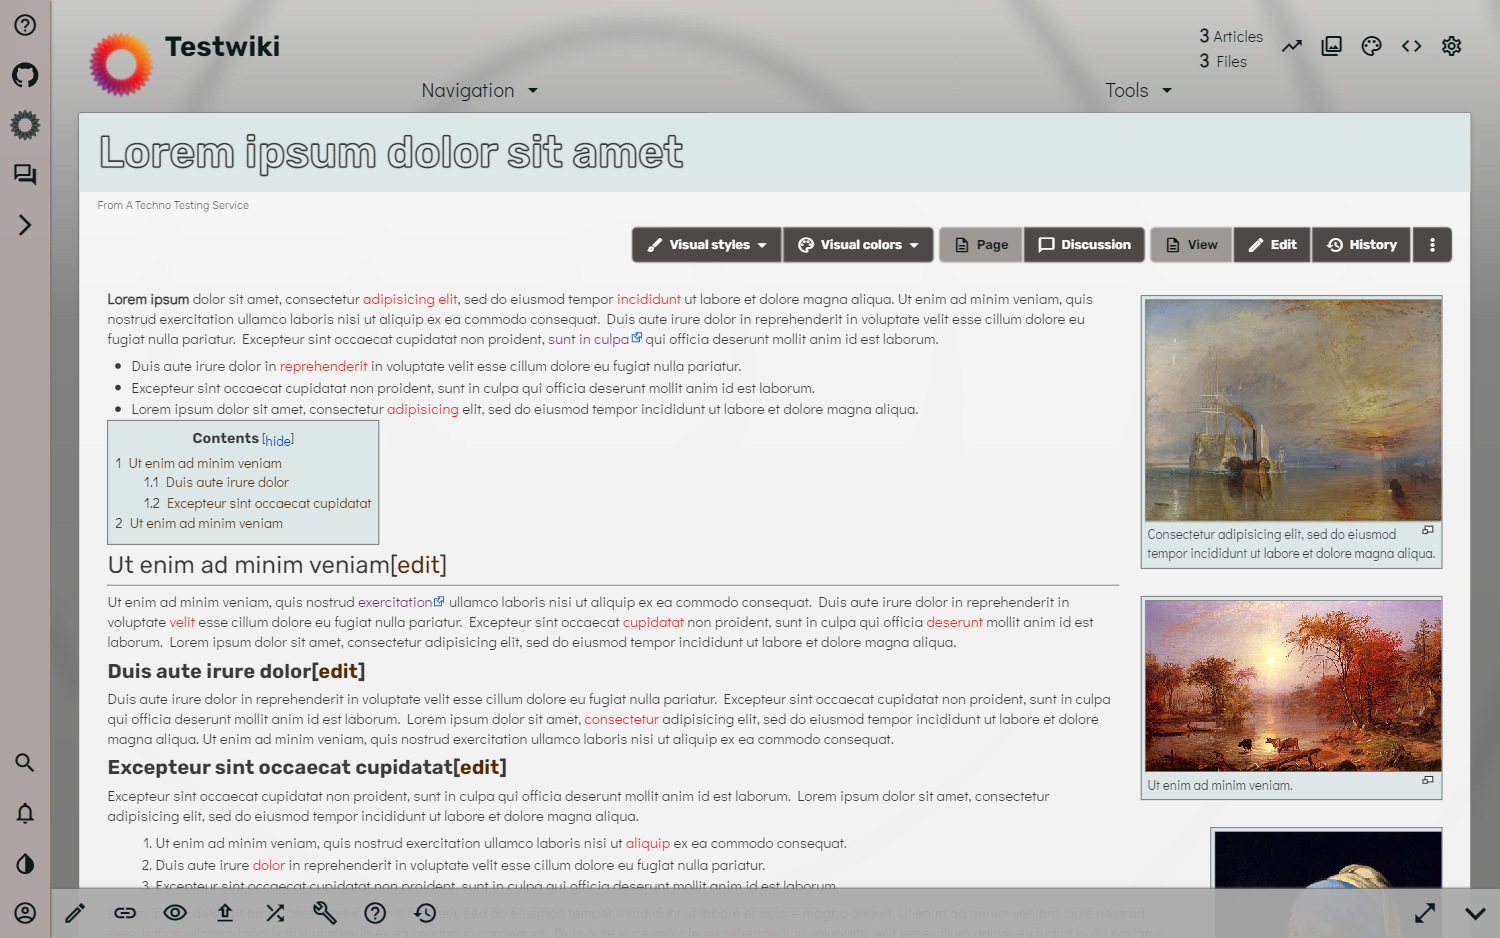 Testwiki
3 Articles
3 Files
Navigation
Tools
Lorem ipsum dolor sit amet
From A Techno Testing Service
Visual styles
Visual colors
Page
Discussion
View
Edit
History
Lorem ipsum dolor sit amet, consectetur adipisicing elit, sed do eiusmod tempor incididunt ut labore et dolore magna aliqua. Ut enim ad minim veniam, quis
nostrud exercitation ullamco laboris nisi ut aliquip ex ea commodo consequat. Duis aute irure dolor in reprehenderit in voluptate velit esse cillum dolore eu
fugiat nulla pariatur. Excepteur sint occaecat cupidatat non proident, sunt in culpa qui officia deserunt mollit anim id est laborum.
Duis aute irure dolor in reprehenderit in voluptate velit esse cillum dolore eu fugiat nulla pariatur.
Excepteur sint occaecat cupidatat non proident, sunt in culpa qui officia deserunt mollit anim id est laborum.
Lorem ipsum dolor sit amet, consectetur adipisicing elit, sed do eiusmod tempor incididunt ut labore et dolore magna aliqua.
Contents [hide]
1 Ut enim ad minim veniam
1.1 Duis aute irure dolor
1.2 Excepteur sint occaecat cupidatat
2 Ut enim ad minim veniam
Consectetur adipisicing elit, sed do eiusmod
tempor incididunt ut labore et dolore magna aliqua.
Ut enim ad minim veniam[edit]
Ut enim ad minim veniam, quis nostrud exercitation ullamco laboris nisi ut aliquip ex ea commodo consequat. Duis aute irure dolor in reprehenderit in
voluptate velit esse cillum dolore eu fugiat nulla pariatur. Excepteur sint occaecat cupidatat non proident, sunt in culpa qui officia deserunt mollit anim id est
laborum. Lorem ipsum dolor sit amet, consectetur adipisicing elit, sed do eiusmod tempor incididunt ut labore et dolore magna aliqua.
Duis aute irure dolor[edit]
Duis aute irure dolor in reprehenderit in voluptate velit esse cillum dolore eu fugiat nulla pariatur. Excepteur sint occaecat cupidatat non proident, sunt in culpa
qui officia deserunt mollit anim id est laborum. Lorem ipsum dolor sit amet, consectetur adipisicing elit, sed do eiusmod tempor incididunt ut labore et dolore
magna aliqua. Ut enim ad minim veniam, quis nostrud exercitation ullamco laboris nisi ut aliquip ex ea commodo consequat.
Ut enim ad minim veniam.
Excepteur sint occaecat cupidatat[edit]
Excepteur sint occaecat cupidatat non proident, sunt in culpa qui officia deserunt mollit anim id est laborum. Lorem ipsum dolor sit amet, consectetur
adipisicing elit, sed do eiusmod tempor incididunt ut labore et dolore magna aliqua.
1. Ut enim ad minim veniam, quis nostrud exercitation ullamco laboris nisi ut aliquip ex ea commodo consequat.
2. Duis aute irure dolor in reprehenderit in voluptate velit esse cillum dolore eu fugiat nulla pariatur.
3. Excepteur sint occaecat cupidatat non proident, sunt in culpa qui officia deserunt mollit anim id est laborum.